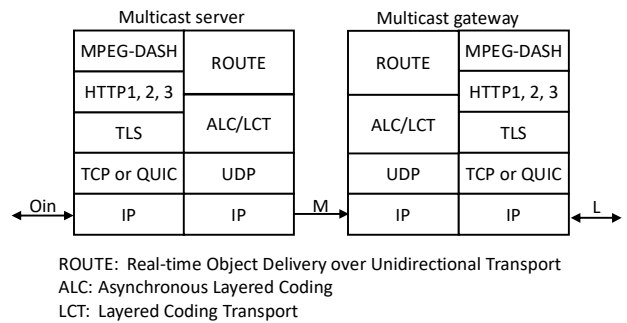 Multicast server
Multicast gateway
MPEG-DASH
HTTP1, 2, 3
TLS
TCP or QUIC
IP
ROUTE
ALC/LCT
UDP
IP
ROUTE
ALC/LCT
UDP
IP
MPEG-DASH
HTTP1, 2, 3
TLS
TCP or QUIC
IP
Oin
M
L
ROUTE: Real-time Object Delivery over Unidirectional Transport
ALC: Asynchronous Layered Coding
LCT: Layered Coding Transport